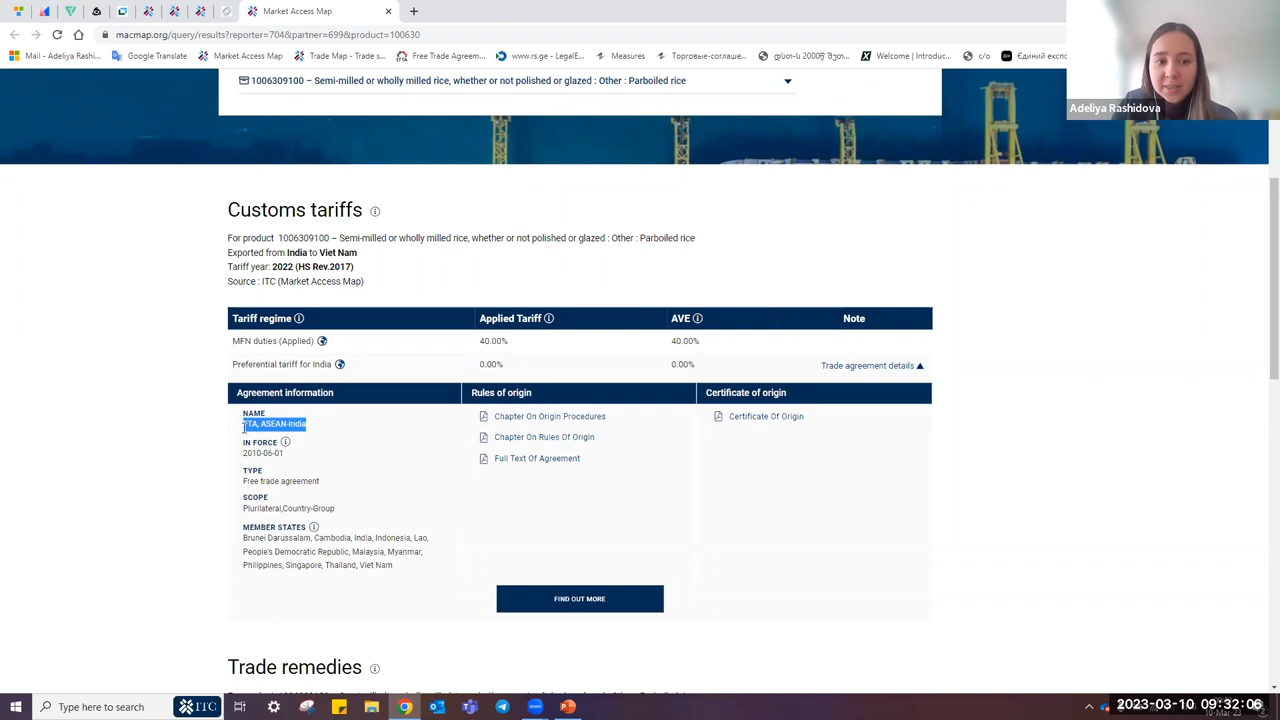 Market Access Map
macmap.org/query/results?reporter=704&partner=699&product=100630
Mail - Adeliya Rashi...
Google Translate
Market Access Map
Trade Map - Trade s...
Free Trade Agreem...
www.rs.ge — LegalE...
Measures
Торговые-соглаше...
Welcome | Introduc...
c/o
Єдиний експо
Adeliya Rashidova
1006309100 – Semi-milled or wholly milled rice, whether or not polished or glazed : Other : Parboiled rice
Customs tariffs
For product 1006309100 – Semi-milled or wholly milled rice, whether or not polished or glazed : Other : Parboiled rice
Exported from India to Viet Nam
Tariff year: 2022 (HS Rev.2017)
Source : ITC (Market Access Map)
Tariff regime Applied Tariff AVE Note
MFN duties (Applied) 40.00% 40.00%
Preferential tariff for India 0.00% 0.00% Trade agreement details
Agreement information Rules of origin Certificate of origin
NAME
FTA, ASEAN-India
IN FORCE
2010-06-01
TYPE
Free trade agreement
SCOPE
Plurilateral,Country-Group
MEMBER STATES
Brunei Darussalam, Cambodia, India, Indonesia, Lao,
People's Democratic Republic, Malaysia, Myanmar,
Philippines, Singapore, Thailand, Viet Nam
Chapter On Origin Procedures
Chapter On Rules Of Origin
Full Text Of Agreement
Certificate Of Origin
FIND OUT MORE
Trade remedies
Type here to search
ITC
2023-03-10 09:32:06
10-Mar-23